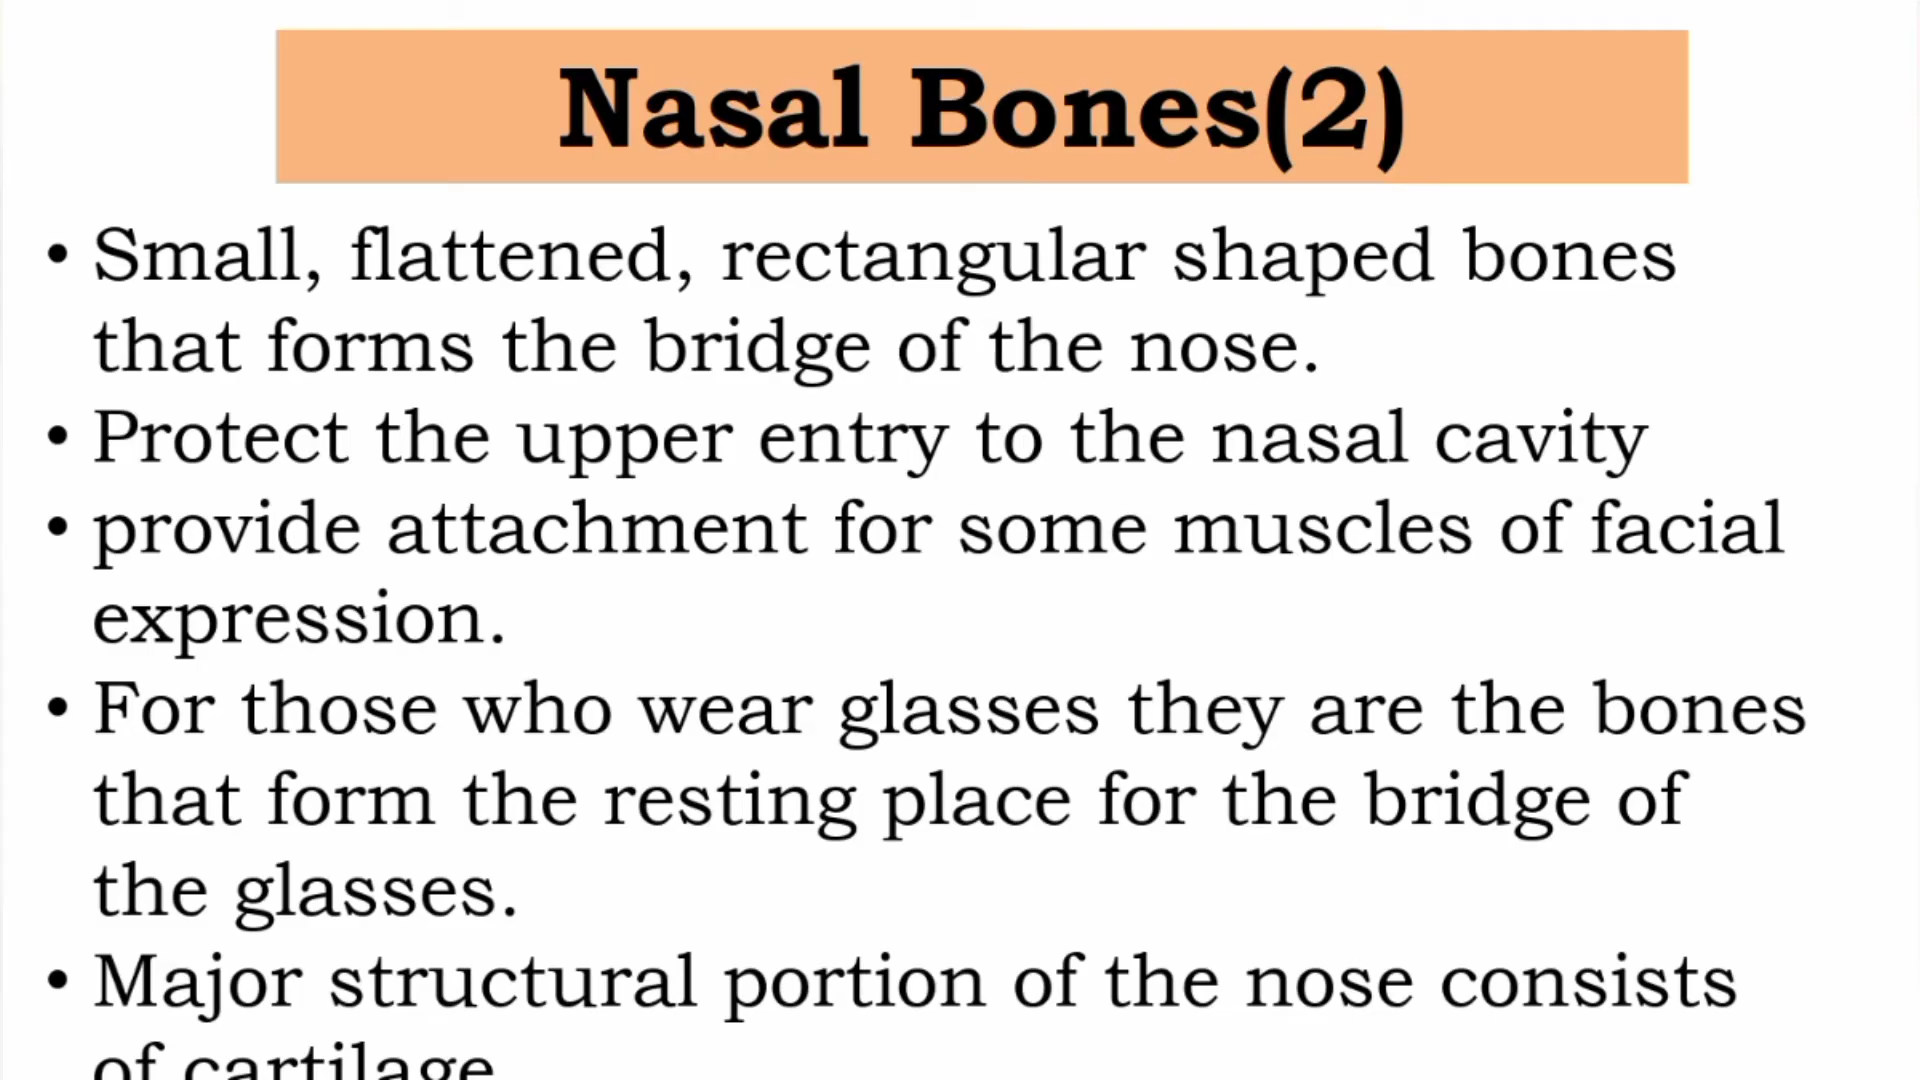 Nasal Bones(2)
• Small, flattened, rectangular shaped bones
that forms the bridge of the nose.
• Protect the upper entry to the nasal cavity
• provide attachment for some muscles of facial
expression.
• For those who wear glasses they are the bones
that form the resting place for the bridge of
the glasses.
• Major structural portion of the nose consists
of cartilage